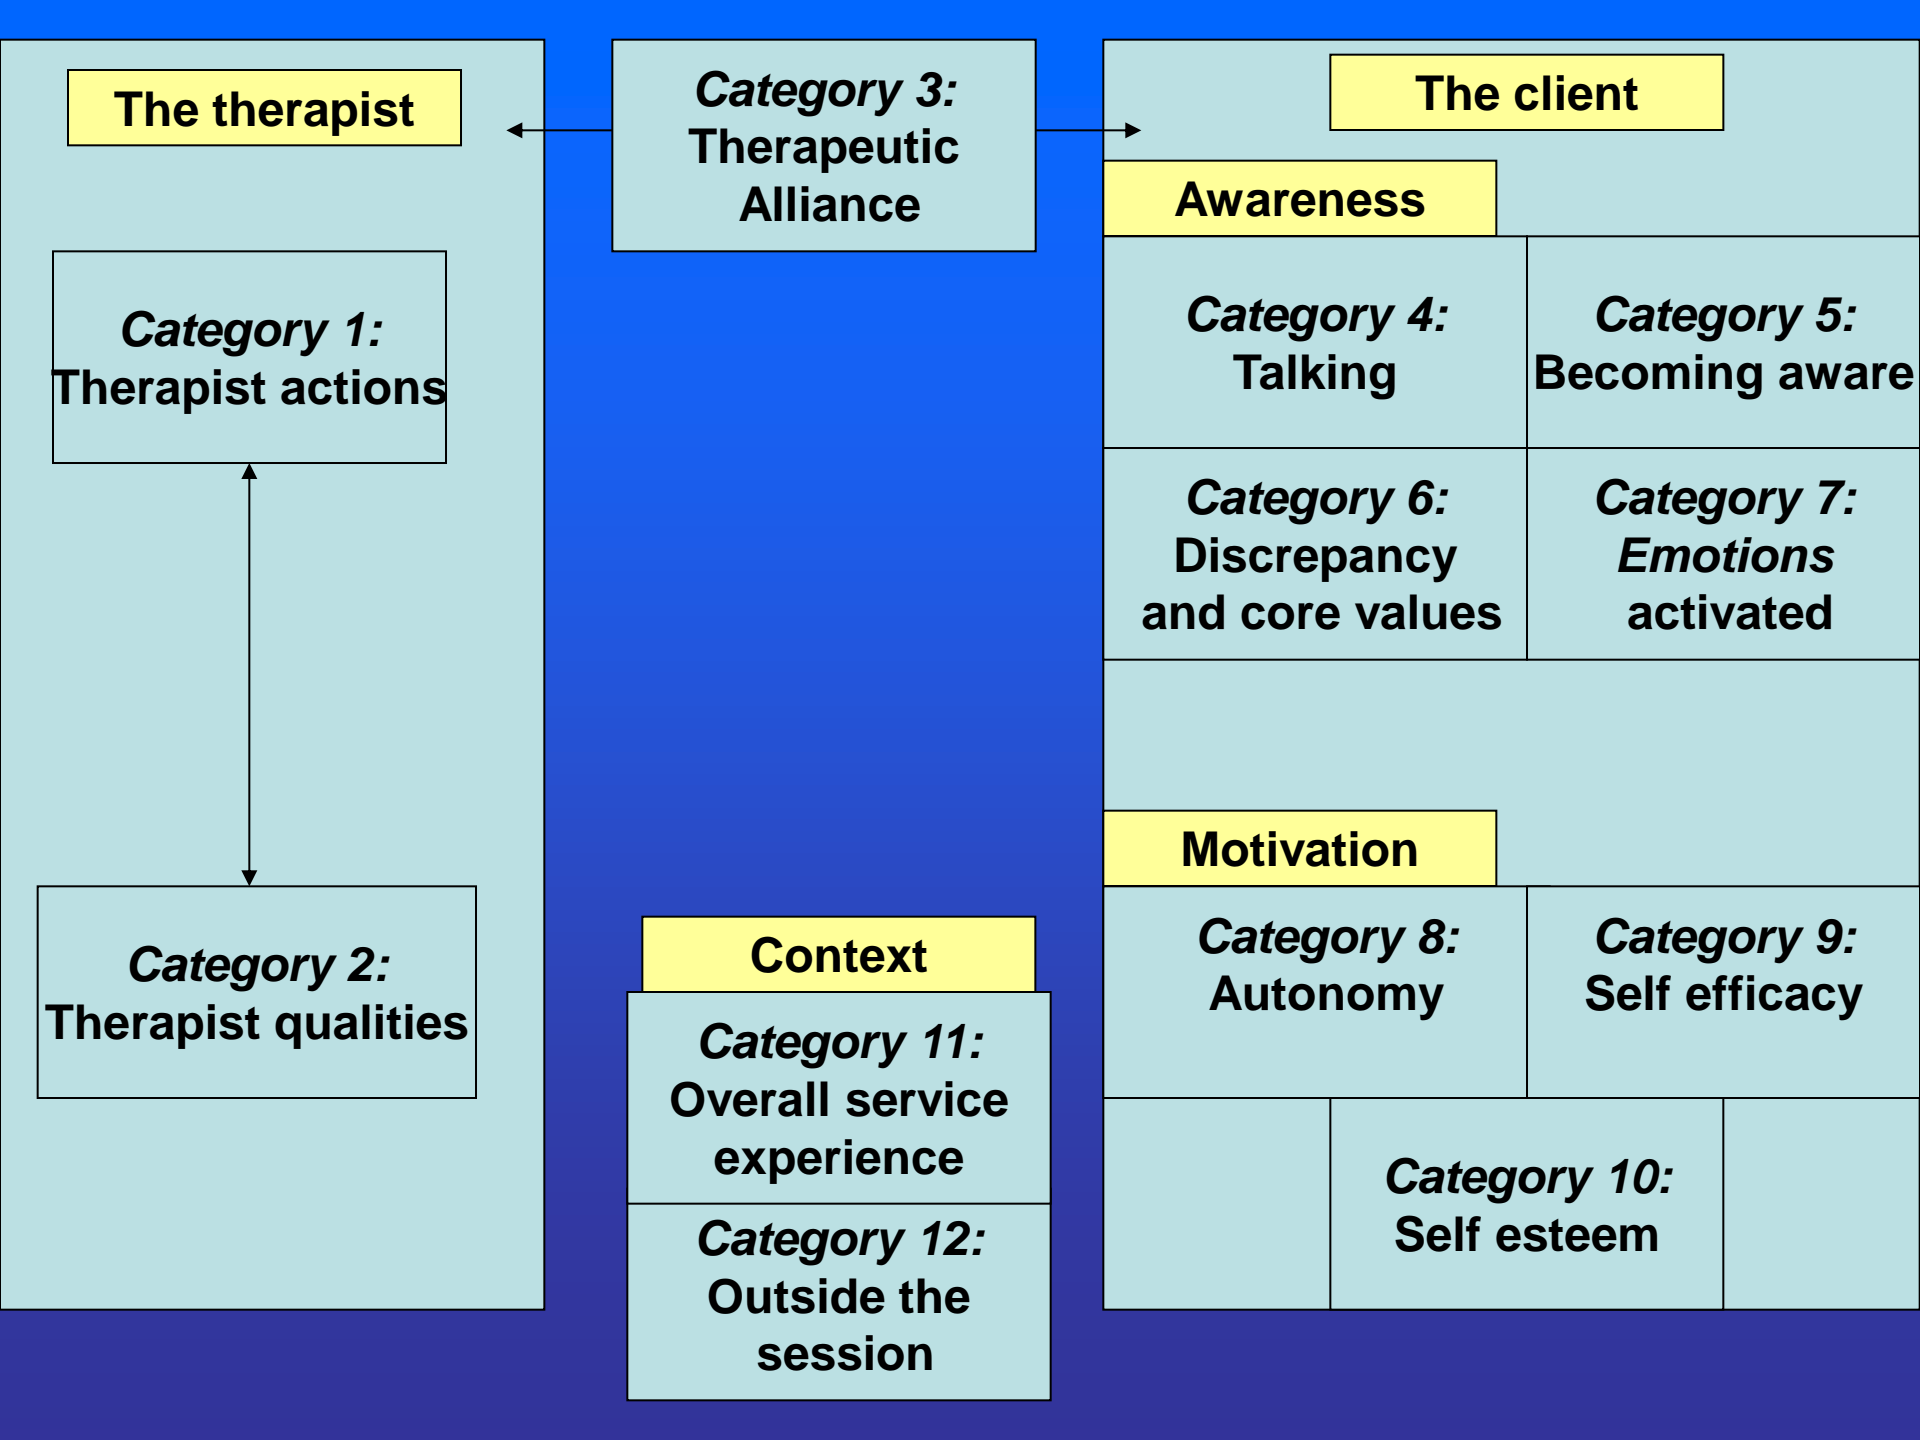 The therapist
Category 1:
Therapist actions
Category 2:
Therapist qualities
Category 3:
Therapeutic
Alliance
Context
Category 11:
Overall service
experience
Category 12:
Outside the
session
The client
Awareness
Category 4:
Talking
Category 5:
Becoming aware
Category 6:
Discrepancy
and core values
Category 7:
Emotions
activated
Motivation
Category 8:
Autonomy
Category 9:
Self efficacy
Category 10:
Self esteem